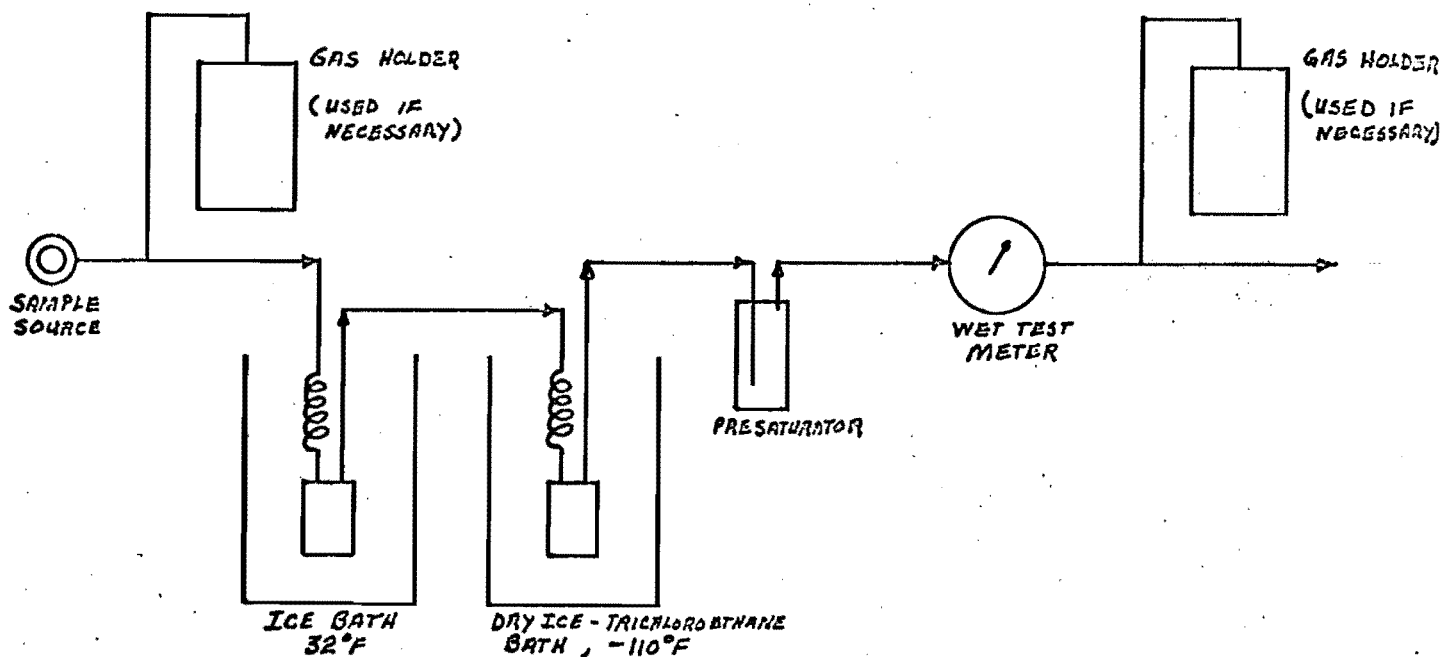 GAS HOLDER
(USED IF
NECESSARY)
GAS HOLDER
(USED IF
NECESSARY)
SAMPLE
SOURCE
WET TEST
METER
PRESATURATOR
ICE BATH
32°F
DRY ICE - TRICHLOROETHANE
BATH, -110°F